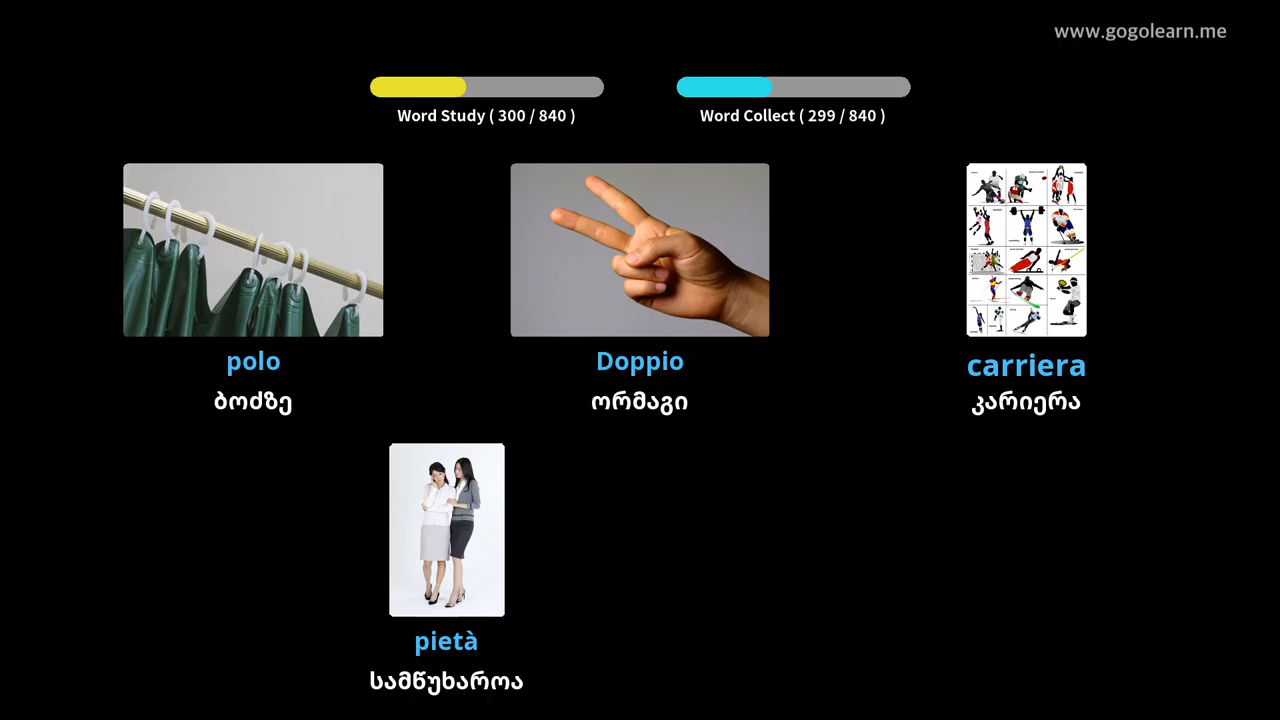 www.gogolearn.me
Word Study ( 300 / 840 )
Word Collect ( 299 / 840 )
polo
Doppio
carriera
ბოძზე
ორმაგი
კარიერა
pietà
სამწუხაროა